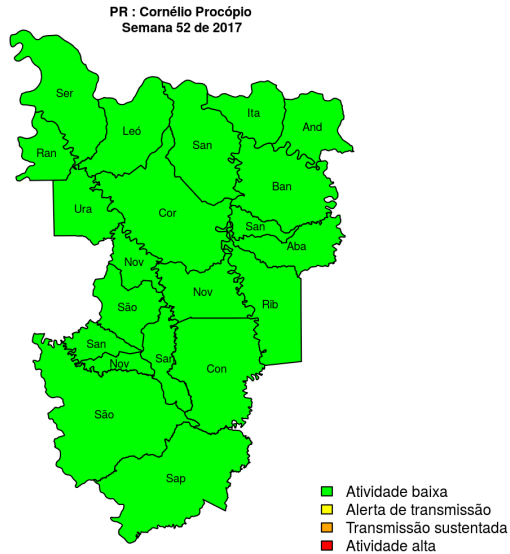 PR : Cornélio Procópio
Semana 52 de 2017
Ser
Ita
Leó
And
San
Ran
Ban
Ura
Cor
San
Aba
Nov
Nov
Rib
São
San
San
Nov
Con
São
Sap
Atividade baixa
Alerta de transmissão
Transmissão sustentada
Atividade alta